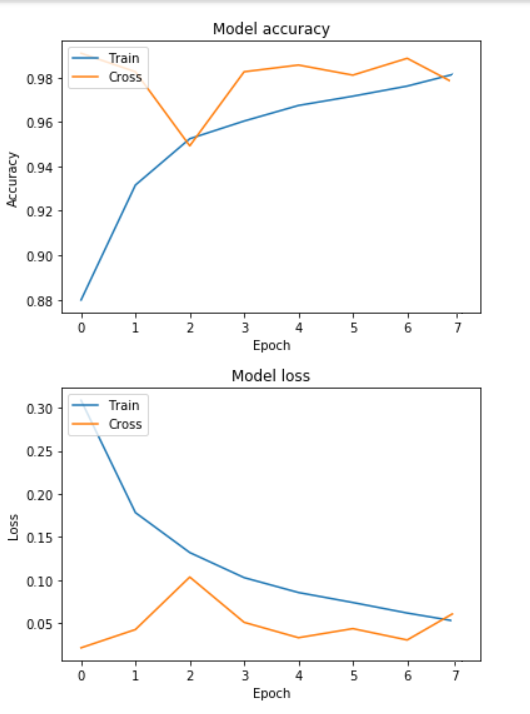 Model accuracy
Train
Cross
0.98
0.96
0.94
0.92
0.90
0.88
Accuracy
0 1 2 3 4 5 6 7
Epoch
Model loss
Train
Cross
0.30
0.25
0.20
0.15
0.10
0.05
Loss
0 1 2 3 4 5 6 7
Epoch